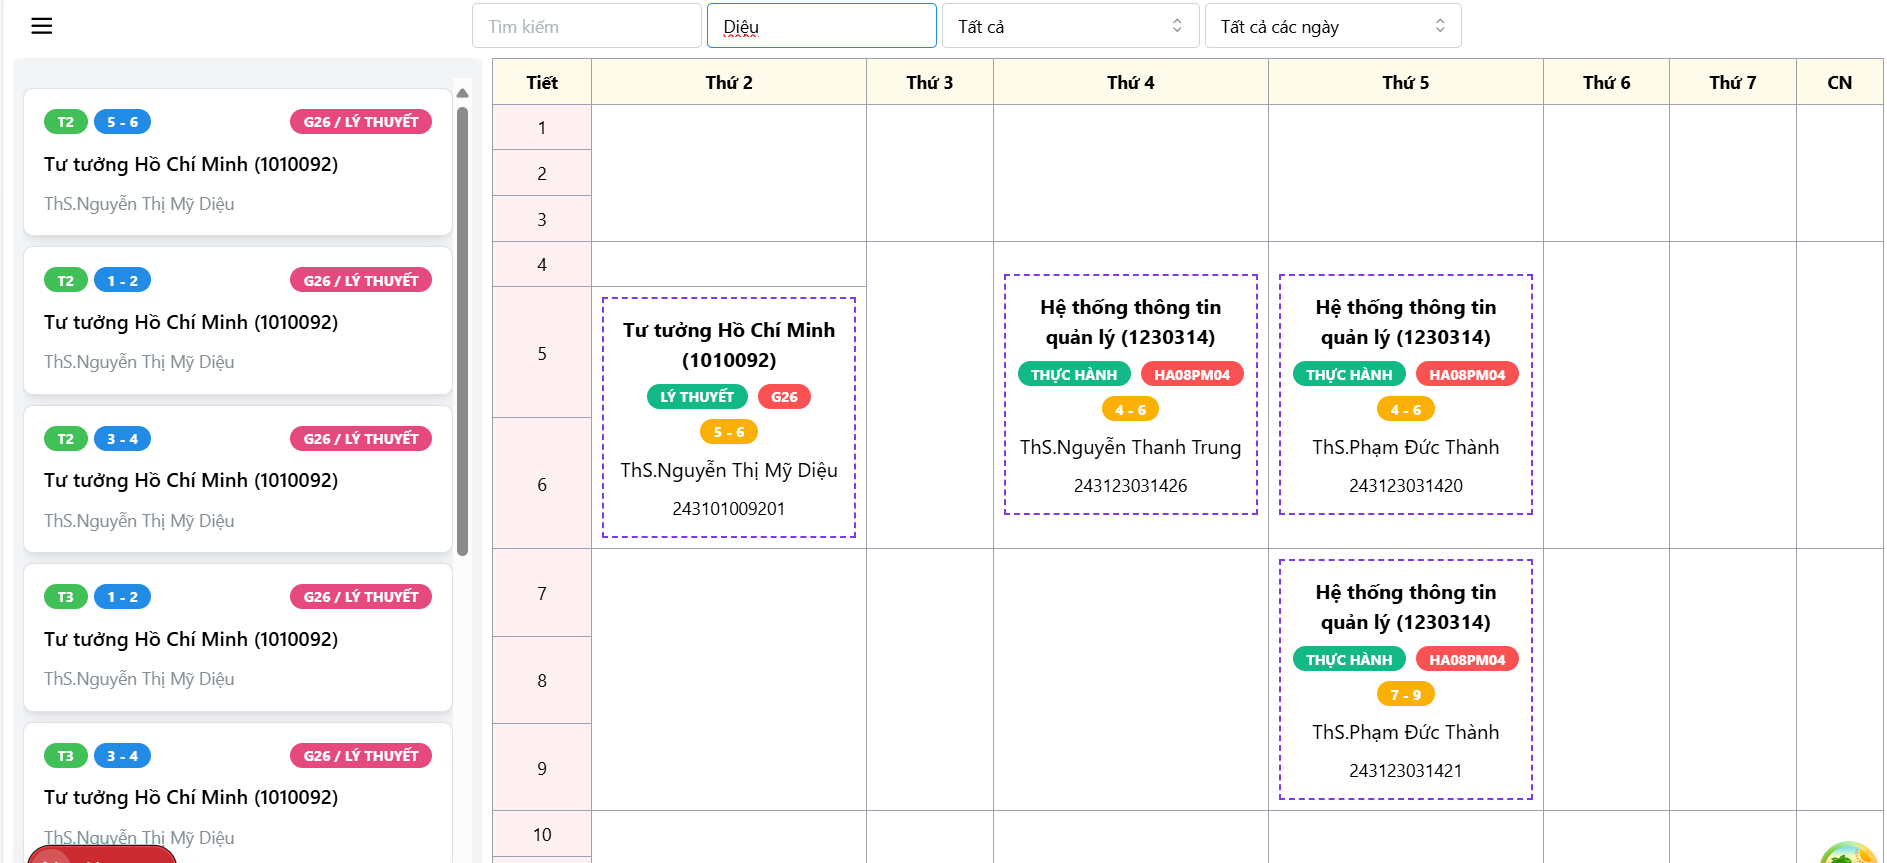 Tìm kiếm
Diệu
Tất cả
Tất cả các ngày
T2 5 - 6 G26 / LÝ THUYẾT
Tư tưởng Hồ Chí Minh (1010092)
ThS.Nguyễn Thị Mỹ Diệu
T2 1 - 2 G26 / LÝ THUYẾT
Tư tưởng Hồ Chí Minh (1010092)
ThS.Nguyễn Thị Mỹ Diệu
T2 3 - 4 G26 / LÝ THUYẾT
Tư tưởng Hồ Chí Minh (1010092)
ThS.Nguyễn Thị Mỹ Diệu
T3 1 - 2 G26 / LÝ THUYẾT
Tư tưởng Hồ Chí Minh (1010092)
ThS.Nguyễn Thị Mỹ Diệu
T3 3 - 4 G26 / LÝ THUYẾT
Tư tưởng Hồ Chí Minh (1010092)
ThS.Nguyễn Thị Mỹ Diệu
Tiết Thứ 2 Thứ 3 Thứ 4 Thứ 5 Thứ 6 Thứ 7 CN
1
2
3
4
5
6
7
8
9
10
Tư tưởng Hồ Chí Minh
(1010092)
LÝ THUYẾT G26
5 - 6
ThS.Nguyễn Thị Mỹ Diệu
243101009201
Hệ thống thông tin
quản lý (1230314)
THỰC HÀNH HA08PM04
4 - 6
ThS.Nguyễn Thanh Trung
243123031426
Hệ thống thông tin
quản lý (1230314)
THỰC HÀNH HA08PM04
4 - 6
ThS.Phạm Đức Thành
243123031420
Hệ thống thông tin
quản lý (1230314)
THỰC HÀNH HA08PM04
7 - 9
ThS.Phạm Đức Thành
243123031421